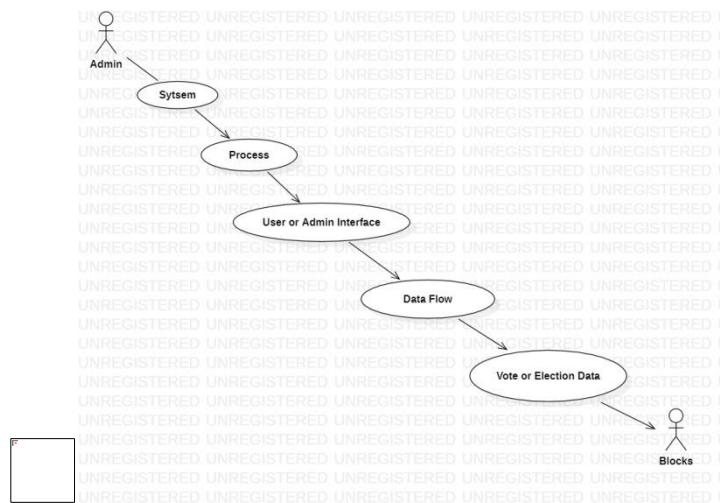 Admin
Sytsem
Process
User or Admin Interface
Data Flow
Vote or Election Data
Blocks